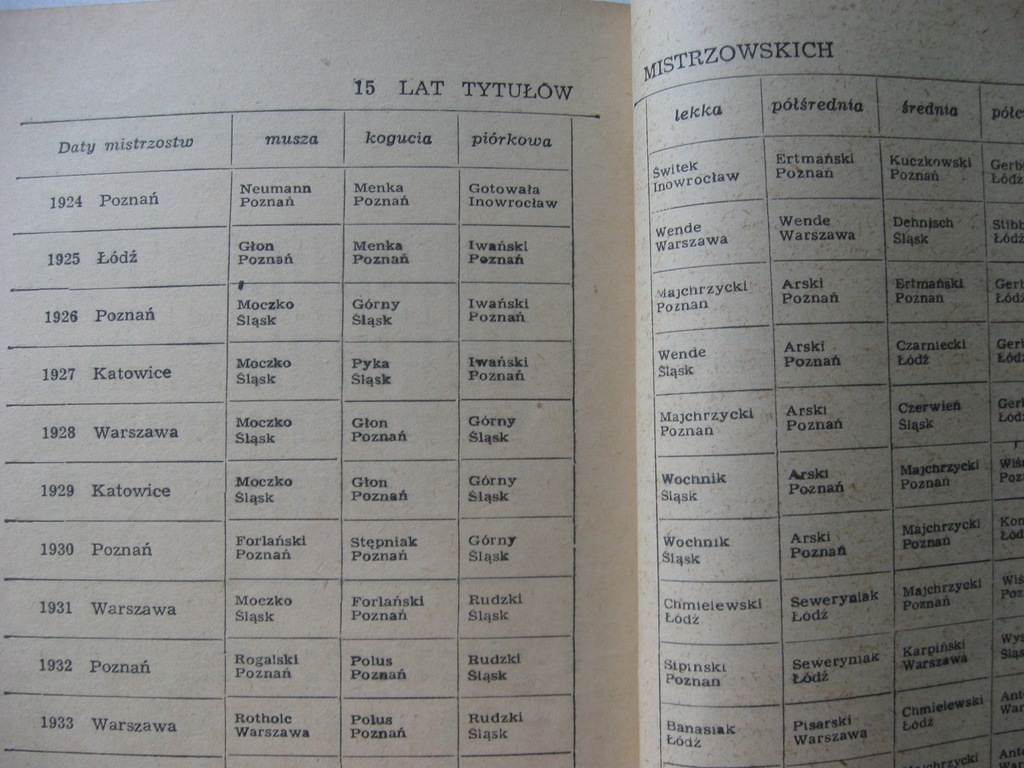 15 LAT TYTUŁÓW MISTRZOWSKICH
Daty mistrzostw musza kogucia piórkowa lekka półśrednia średnia
1924 Poznań Neumann Menka Gotowała Świtek Ertmański Kuczkowski
Poznań Poznań Inowrocław Inowrocław Poznań Poznań
1925 Łódź Głon Menka Iwański Wende Wende Dehnisch
Poznań Poznań Poznań Warszawa Warszawa Śląsk
1926 Poznań Moczko Górny Iwański Majchrzycki Arski Ertmański
Śląsk Śląsk Poznań Poznań Poznań Poznań
1927 Katowice Moczko Pyka Iwański Wende Arski Czarniecki
Śląsk Śląsk Poznań Śląsk Poznań Łódź
1928 Warszawa Moczko Głon Górny Majchrzycki Arski Czerwień
Śląsk Poznań Śląsk Poznań Poznań Śląsk
1929 Katowice Moczko Głon Górny Wochnik Arski Majchrzycki
Śląsk Poznań Śląsk Śląsk Poznań Poznań
1930 Poznań Forlański Stępniak Górny Wochnik Arski Majchrzycki
Poznań Poznań Śląsk Śląsk Poznań Poznań
1931 Warszawa Moczko Forlański Rudzki Chmielewski Seweryniak Majchrzycki
Śląsk Poznań Śląsk Łódź Łódź Poznań
1932 Poznań Rogalski Polus Rudzki Sipinski Seweryniak Karpiński
Poznań Poznań Śląsk Poznań Łódź Warszawa
1933 Warszawa Rotholc Polus Rudzki Banasiak Pisarski Chmielewski
Warszawa Poznań Śląsk Łódź Warszawa Łódź